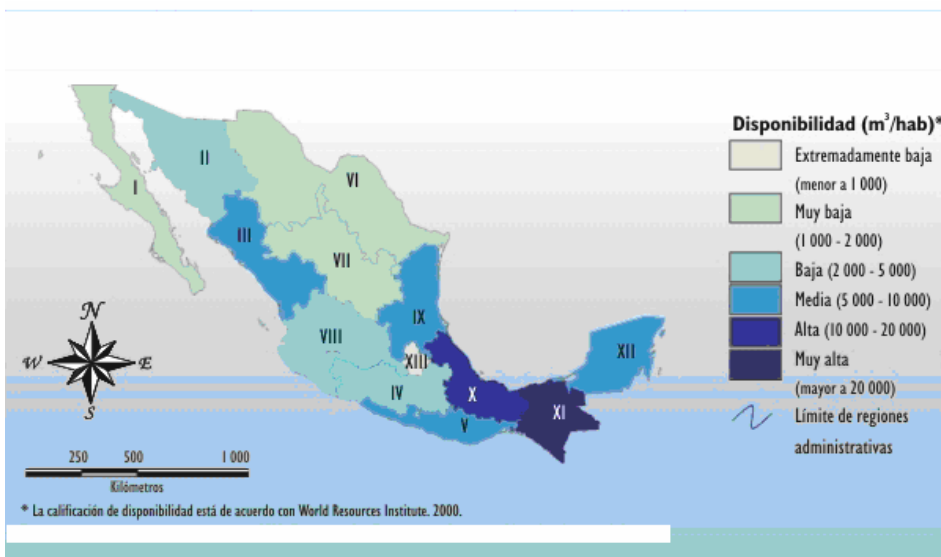 Disponibilidad (m³/hab)*
Extremadamente baja
(menor a 1 000)
Muy baja
(1 000 - 2 000)
Baja (2 000 - 5 000)
Media (5 000 - 10 000)
Alta (10 000 - 20 000)
Muy alta
(mayor a 20 000)
Límite de regiones
administrativas
I
II
III
VI
VII
VIII
IX
XIII
IV
X
V
XI
XII
N
W
E
S
250 500 1 000
Kilómetros
* La calificación de disponibilidad está de acuerdo con World Resources Institute. 2000.